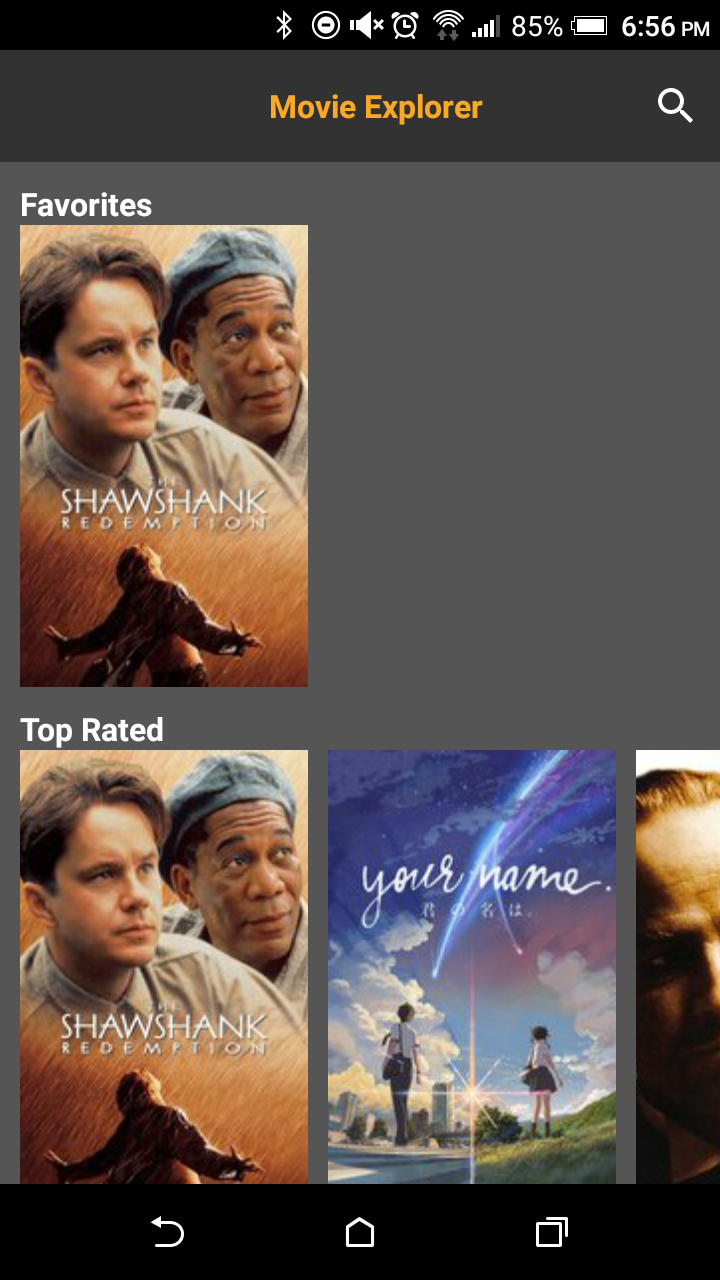 85% 6:56 PM
Movie Explorer
Favorites
THE
SHAWSHANK
REDEMPTION
Top Rated
THE
SHAWSHANK
REDEMPTION
your name.
君の名は。